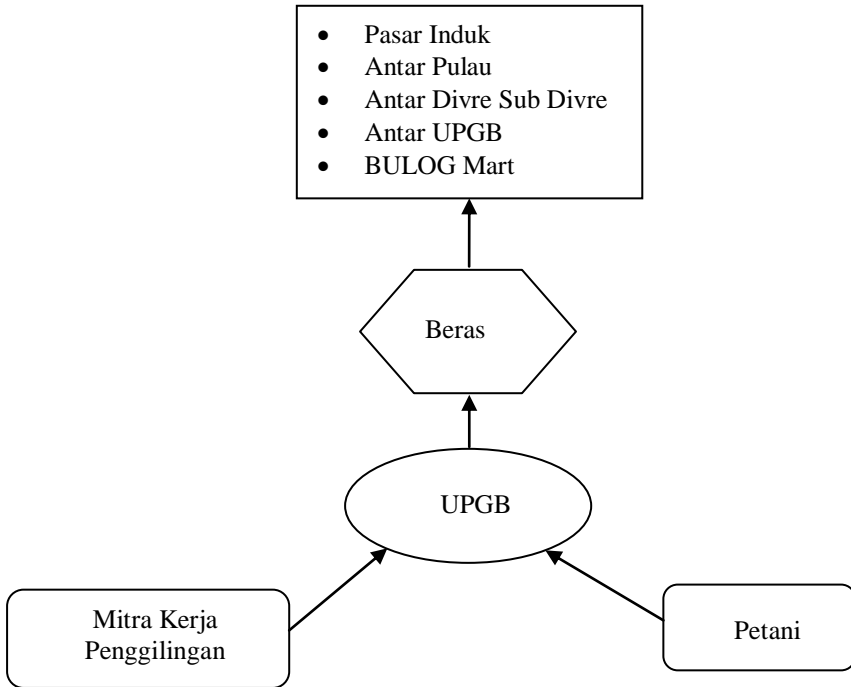 • Pasar Induk
• Antar Pulau
• Antar Divre Sub Divre
• Antar UPGB
• BULOG Mart
Beras
UPGB
Mitra Kerja
Penggilingan
Petani